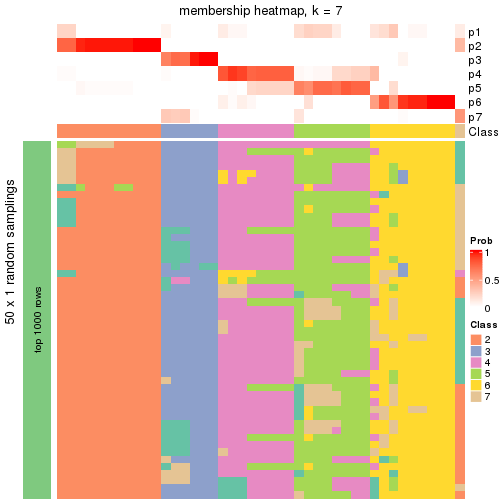 membership heatmap, k = 7
p1
p2
p3
p4
p5
p6
p7
Class
50 x 1 random samplings
top 1000 rows
Prob
1
0.5
0
Class
2
3
4
5
6
7